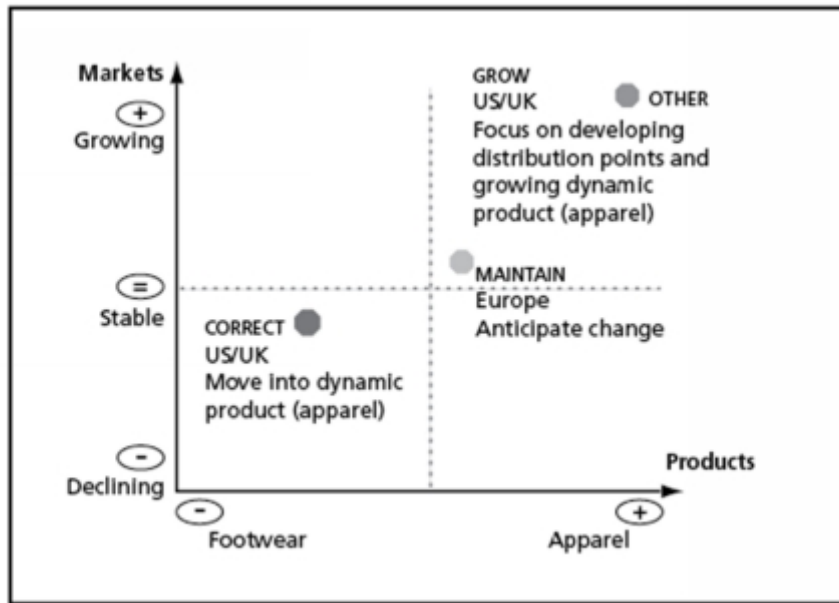 Markets
+
Growing
=
Stable
-
Declining
GROW
US/UK
OTHER
Focus on developing
distribution points and
growing dynamic
product (apparel)
MAINTAIN
Europe
Anticipate change
CORRECT
US/UK
Move into dynamic
product (apparel)
Products
-
Footwear
+
Apparel